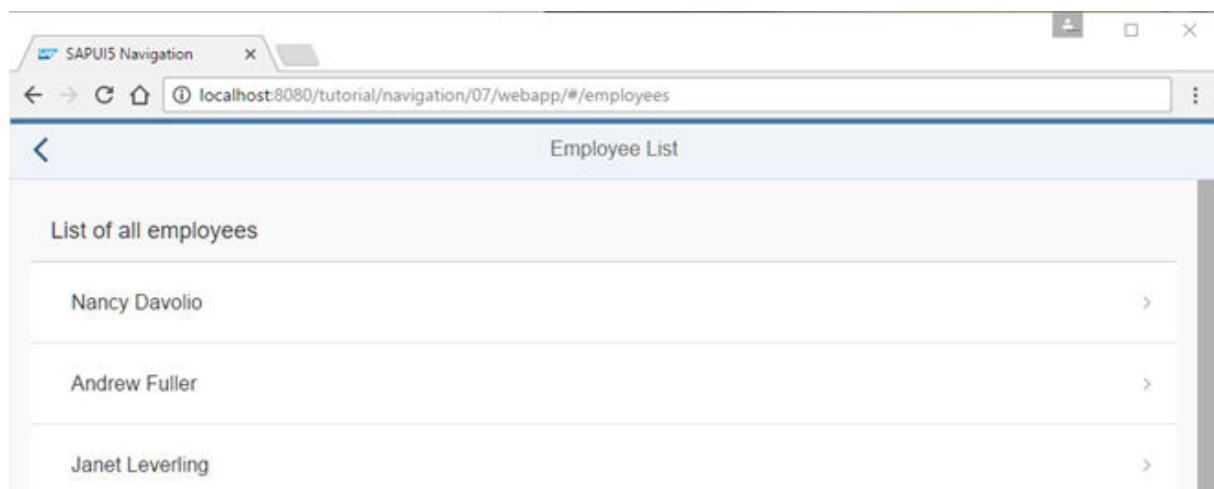 SAPUI5 Navigation
localhost:8080/tutorial/navigation/07/webapp/#/employees
Employee List
List of all employees
Nancy Davolio
Andrew Fuller
Janet Leverling